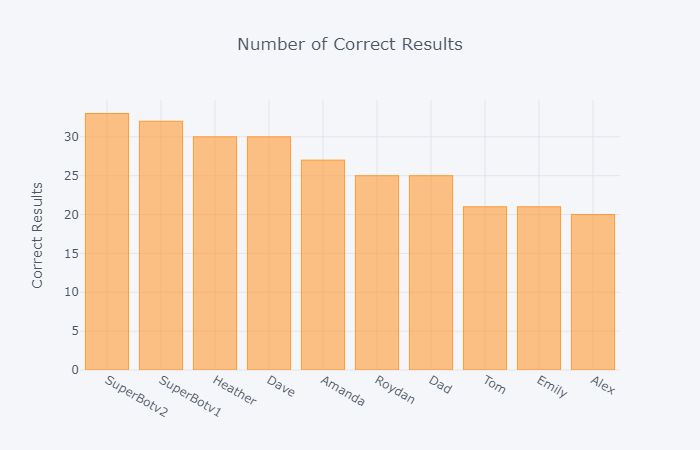 Number of Correct Results
Correct Results
30
25
20
15
10
5
0
SuperBotv2
SuperBotv1
Heather
Dave
Amanda
Roydan
Dad
Tom
Emily
Alex